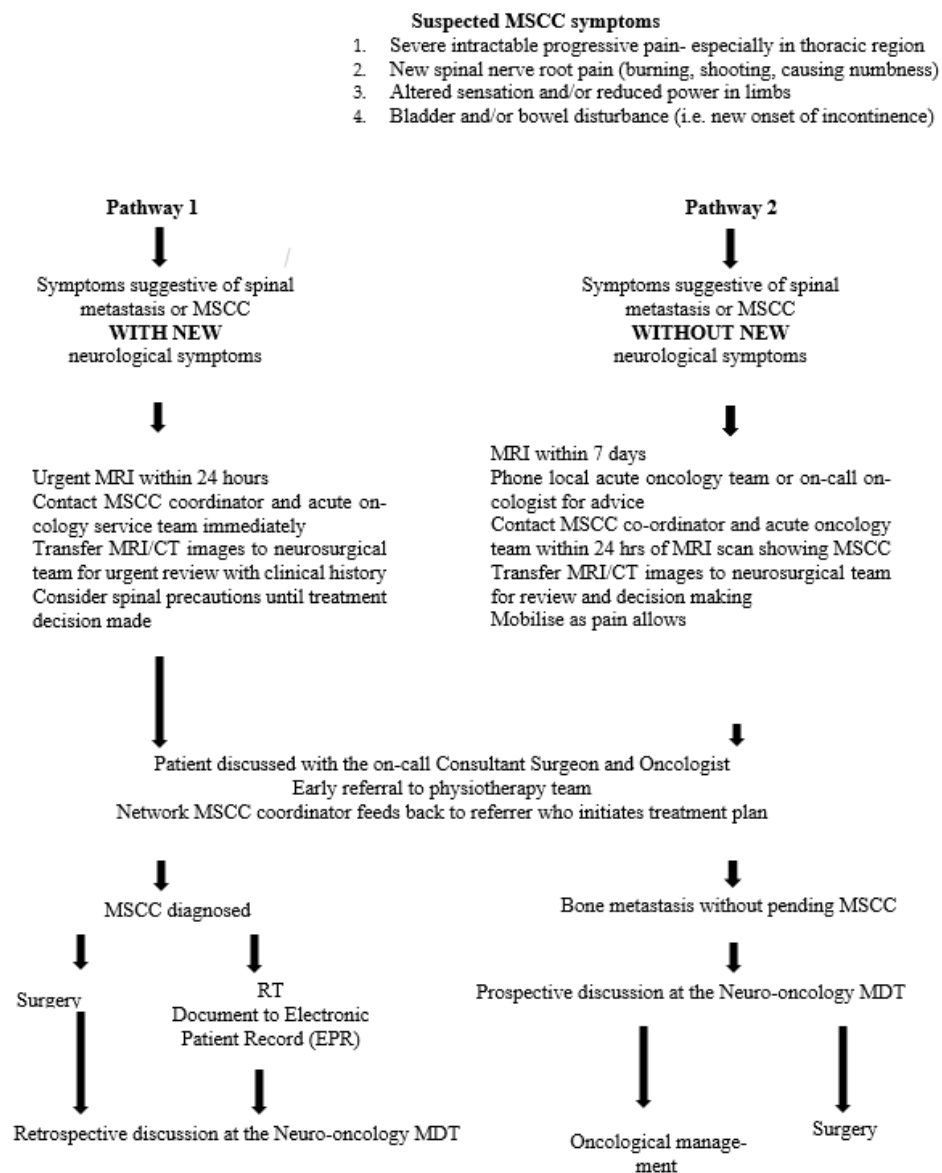 Suspected MSCC symptoms
1. Severe intractable progressive pain- especially in thoracic region
2. New spinal nerve root pain (burning, shooting, causing numbness)
3. Altered sensation and/or reduced power in limbs
4. Bladder and/or bowel disturbance (i.e. new onset of incontinence)
Pathway 1
Symptoms suggestive of spinal
metastasis or MSCC
WITH NEW
neurological symptoms
Urgent MRI within 24 hours
Contact MSCC coordinator and acute on-
cology service team immediately
Transfer MRI/CT images to neurosurgical
team for urgent review with clinical history
Consider spinal precautions until treatment
decision made
Pathway 2
Symptoms suggestive of spinal
metastasis or MSCC
WITHOUT NEW
neurological symptoms
MRI within 7 days
Phone local acute oncology team or on-call on-
cologist for advice
Contact MSCC co-ordinator and acute oncology
team within 24 hrs of MRI scan showing MSCC
Transfer MRI/CT images to neurosurgical team
for review and decision making
Mobilise as pain allows
Patient discussed with the on-call Consultant Surgeon and Oncologist
Early referral to physiotherapy team
Network MSCC coordinator feeds back to referrer who initiates treatment plan
MSCC diagnosed
Surgery
RT
Document to Electronic
Patient Record (EPR)
Retrospective discussion at the Neuro-oncology MDT
Bone metastasis without pending MSCC
Prospective discussion at the Neuro-oncology MDT
Oncological manage-
ment
Surgery